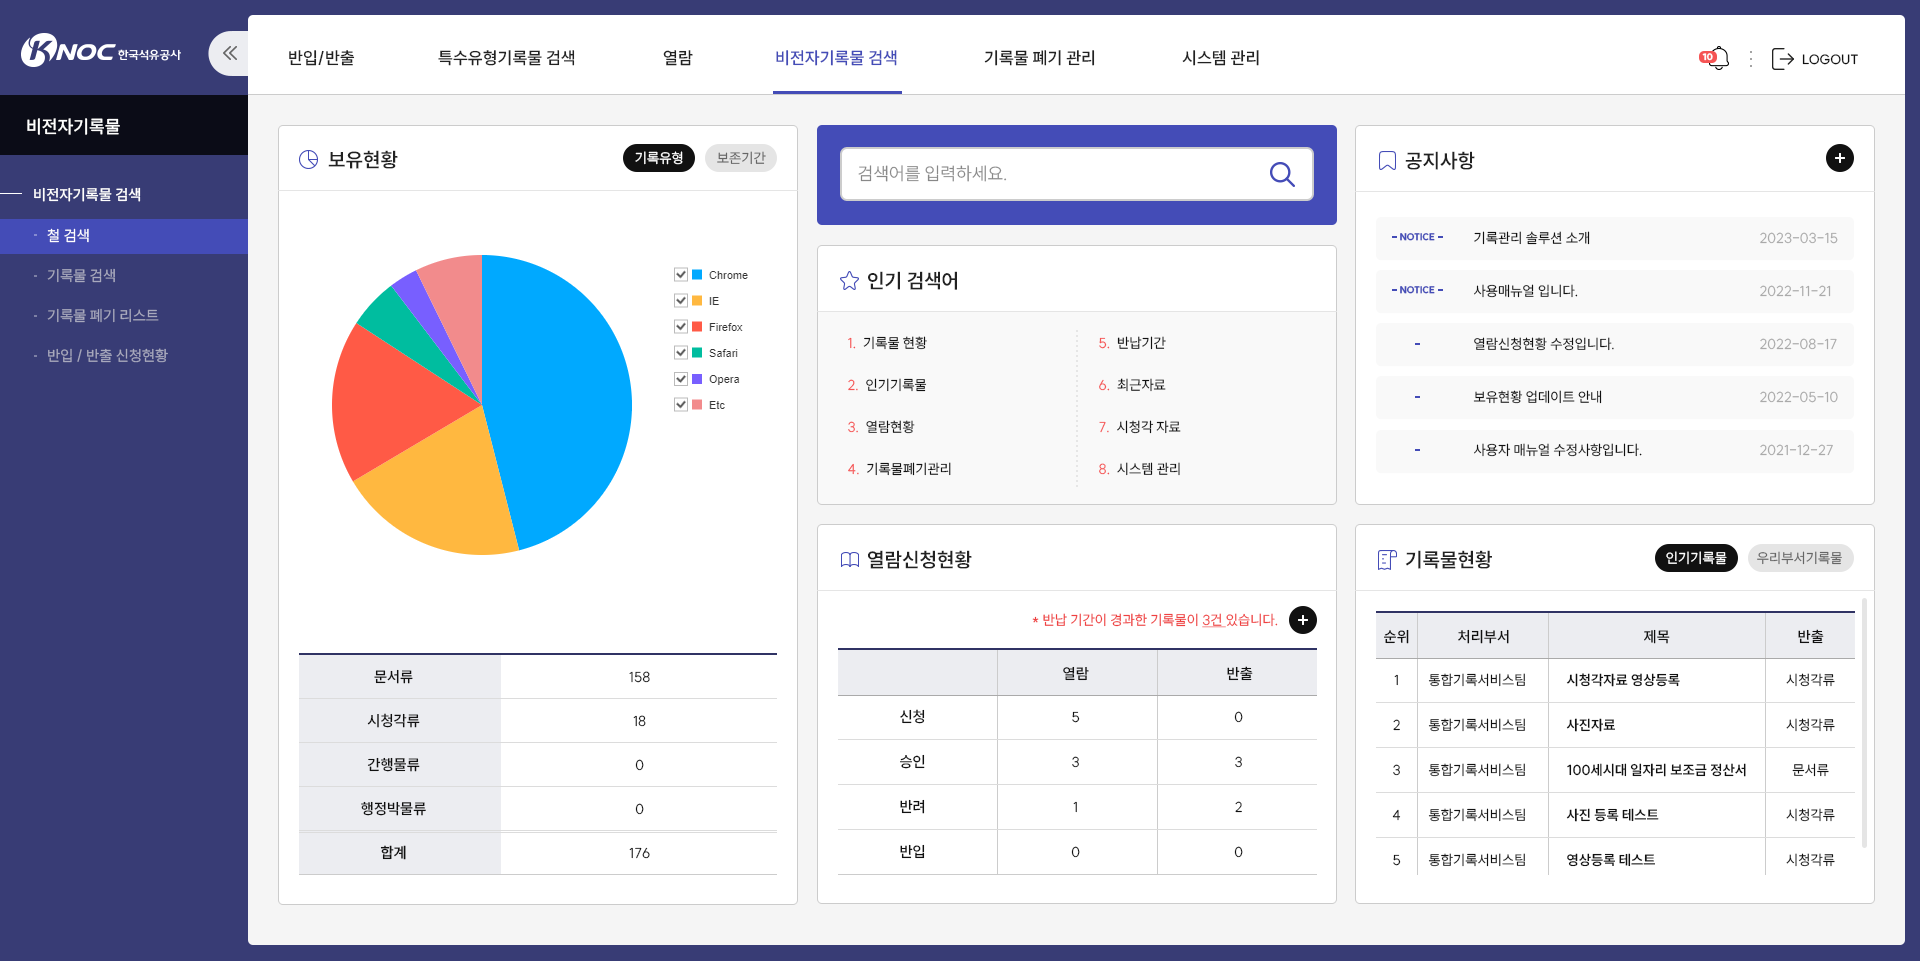 KNOC 한국석유공사
반입/반출
특수유형기록물 검색
열람
비전자기록물 검색
기록물 폐기 관리
시스템 관리
10
LOGOUT
비전자기록물
비전자기록물 검색
- 철 검색
- 기록물 검색
- 기록물 폐기 리스트
- 반입 / 반출 신청현황
보유현황
기록유형
보존기간
Chrome
IE
Firefox
Safari
Opera
Etc
문서류 158
시청각류 18
간행물류 0
행정박물류 0
합계 176
검색어를 입력하세요.
인기 검색어
1. 기록물 현황
2. 인기기록물
3. 열람현황
4. 기록물폐기관리
5. 반납기간
6. 최근자료
7. 시청각 자료
8. 시스템 관리
열람신청현황
* 반납 기간이 경과한 기록물이 3건 있습니다.
열람 반출
신청 5 0
승인 3 3
반려 1 2
반입 0 0
공지사항
- NOTICE - 기록관리 솔루션 소개 2023-03-15
- NOTICE - 사용매뉴얼 입니다. 2022-11-21
- 열람신청현황 수정입니다. 2022-08-17
- 보유현황 업데이트 안내 2022-05-10
- 사용자 매뉴얼 수정사항입니다. 2021-12-27
기록물현황
인기기록물
우리부서기록물
순위 처리부서 제목 반출
1 통합기록서비스팀 시청각자료 영상등록 시청각류
2 통합기록서비스팀 사진자료 시청각류
3 통합기록서비스팀 100세시대 일자리 보조금 정산서 문서류
4 통합기록서비스팀 사진 등록 테스트 시청각류
5 통합기록서비스팀 영상등록 테스트 시청각류